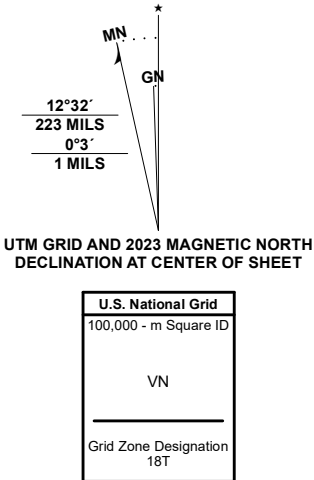 ★
MN
GN
12°32´
223 MILS
0°3´
1 MILS
UTM GRID AND 2023 MAGNETIC NORTH
DECLINATION AT CENTER OF SHEET
U.S. National Grid
100,000 - m Square ID
VN
Grid Zone Designation
18T